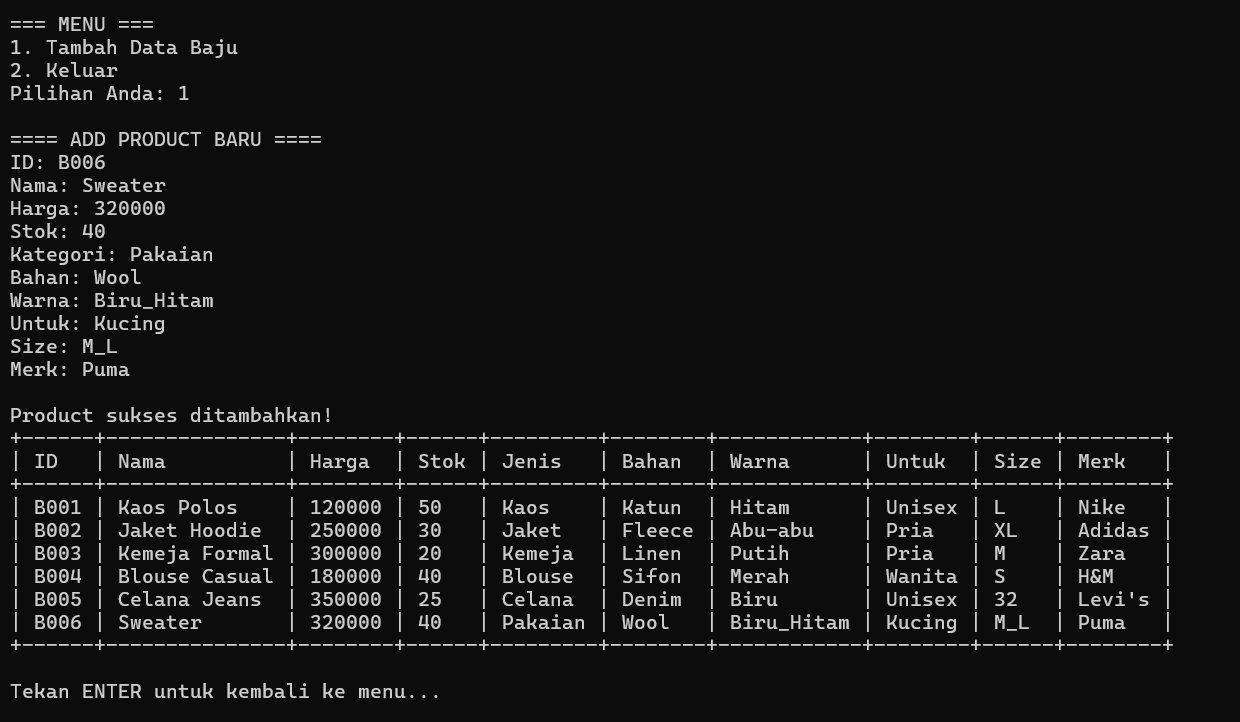 === MENU ===
1. Tambah Data Baju
2. Keluar
Pilihan Anda: 1
==== ADD PRODUCT BARU ====
ID: B006
Nama: Sweater
Harga: 320000
Stok: 40
Kategori: Pakaian
Bahan: Wool
Warna: Biru_Hitam
Untuk: Kucing
Size: M_L
Merk: Puma
Product sukses ditambahkan!
+------+---------------+--------+------+---------+--------+------------+--------+------+--------+
| ID   | Nama          | Harga  | Stok | Jenis   | Bahan  | Warna      | Untuk  | Size | Merk   |
+------+---------------+--------+------+---------+--------+------------+--------+------+--------+
| B001 | Kaos Polos    | 120000 | 50   | Kaos    | Katun  | Hitam      | Unisex | L    | Nike   |
| B002 | Jaket Hoodie  | 250000 | 30   | Jaket   | Fleece | Abu-abu    | Pria   | XL   | Adidas |
| B003 | Kemeja Formal | 300000 | 20   | Kemeja  | Linen  | Putih      | Pria   | M    | Zara   |
| B004 | Blouse Casual | 180000 | 40   | Blouse  | Sifon  | Merah      | Wanita | S    | H&M    |
| B005 | Celana Jeans  | 350000 | 25   | Celana  | Denim  | Biru       | Unisex | 32   | Levi's |
| B006 | Sweater       | 320000 | 40   | Pakaian | Wool   | Biru_Hitam | Kucing | M_L  | Puma   |
+------+---------------+--------+------+---------+--------+------------+--------+------+--------+
Tekan ENTER untuk kembali ke menu...